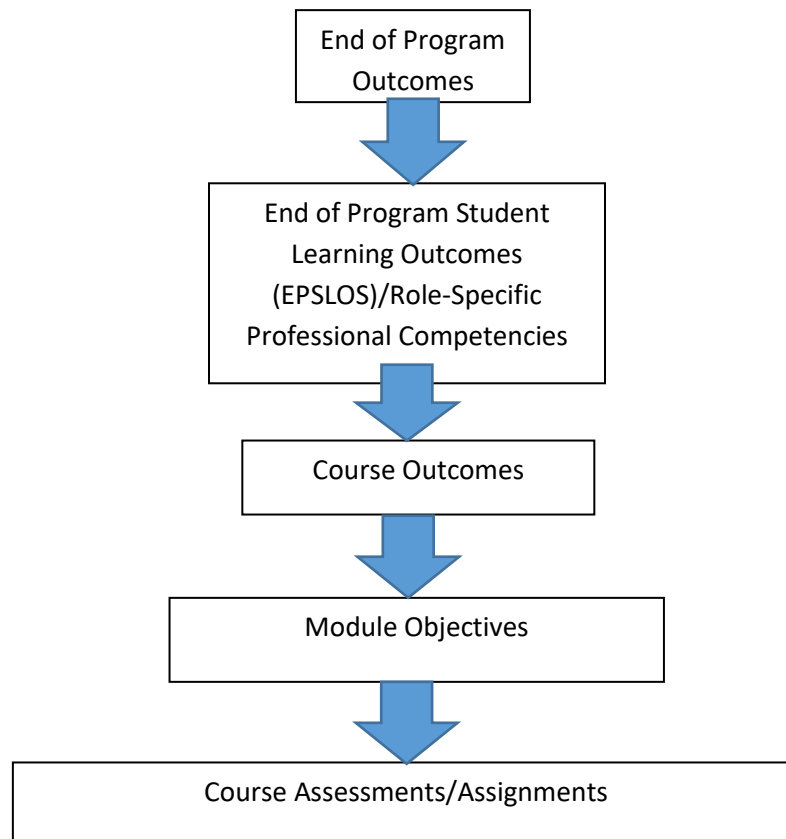 End of Program
Outcomes
End of Program Student
Learning Outcomes
(EPSLOS)/Role-Specific
Professional Competencies
Course Outcomes
Module Objectives
Course Assessments/Assignments